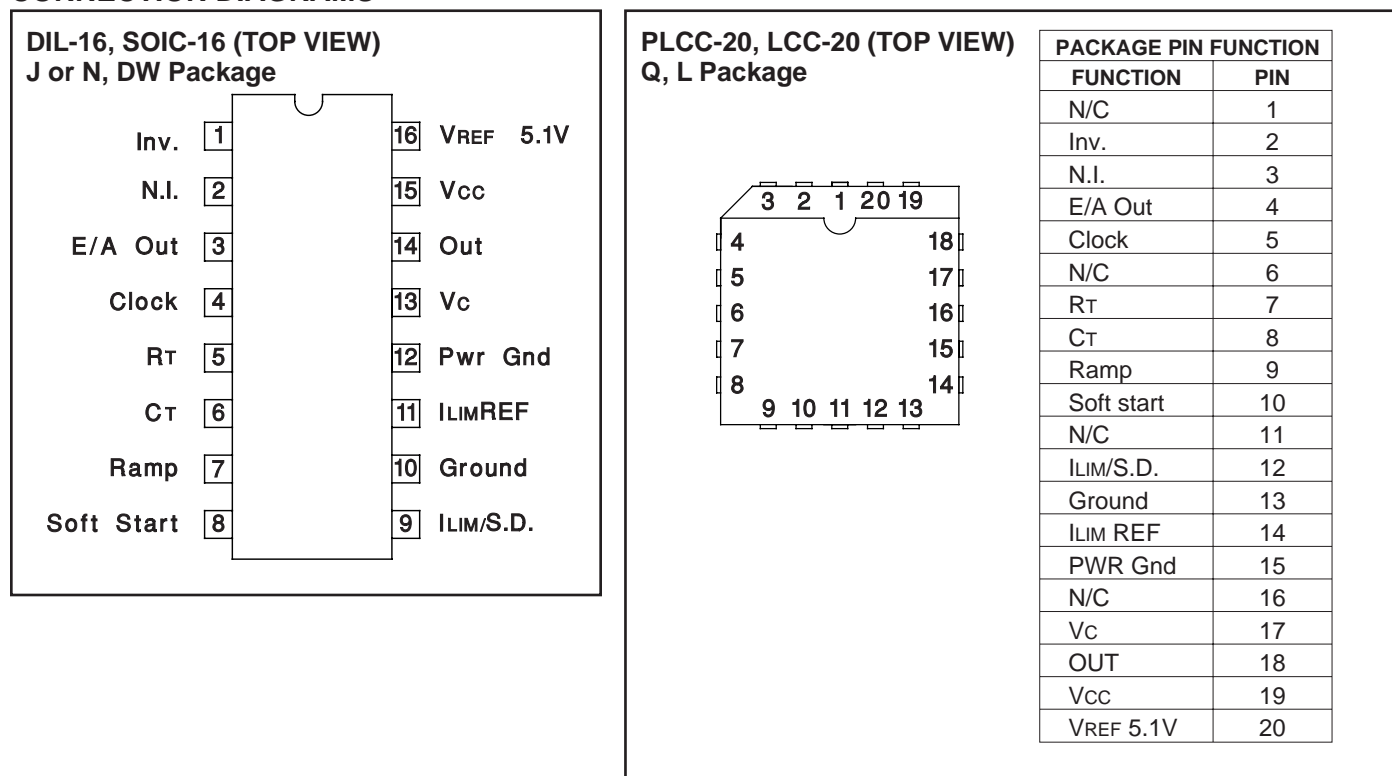 DIL-16, SOIC-16 (TOP VIEW)
J or N, DW Package
Inv. 1 16 VREF 5.1V
N.I. 2 15 VCC
E/A Out 3 14 Out
Clock 4 13 VC
RT 5 12 Pwr Gnd
CT 6 11 ILIMREF
Ramp 7 10 Ground
Soft Start 8 9 ILIM/S.D.
PLCC-20, LCC-20 (TOP VIEW)
Q, L Package
3 2 1 20 19
4 18
5 17
6 16
7 15
8 14
9 10 11 12 13
PACKAGE PIN FUNCTION
FUNCTION PIN
N/C 1
Inv. 2
N.I. 3
E/A Out 4
Clock 5
N/C 6
RT 7
CT 8
Ramp 9
Soft start 10
N/C 11
ILIM/S.D. 12
Ground 13
ILIM REF 14
PWR Gnd 15
N/C 16
VC 17
OUT 18
VCC 19
VREF 5.1V 20